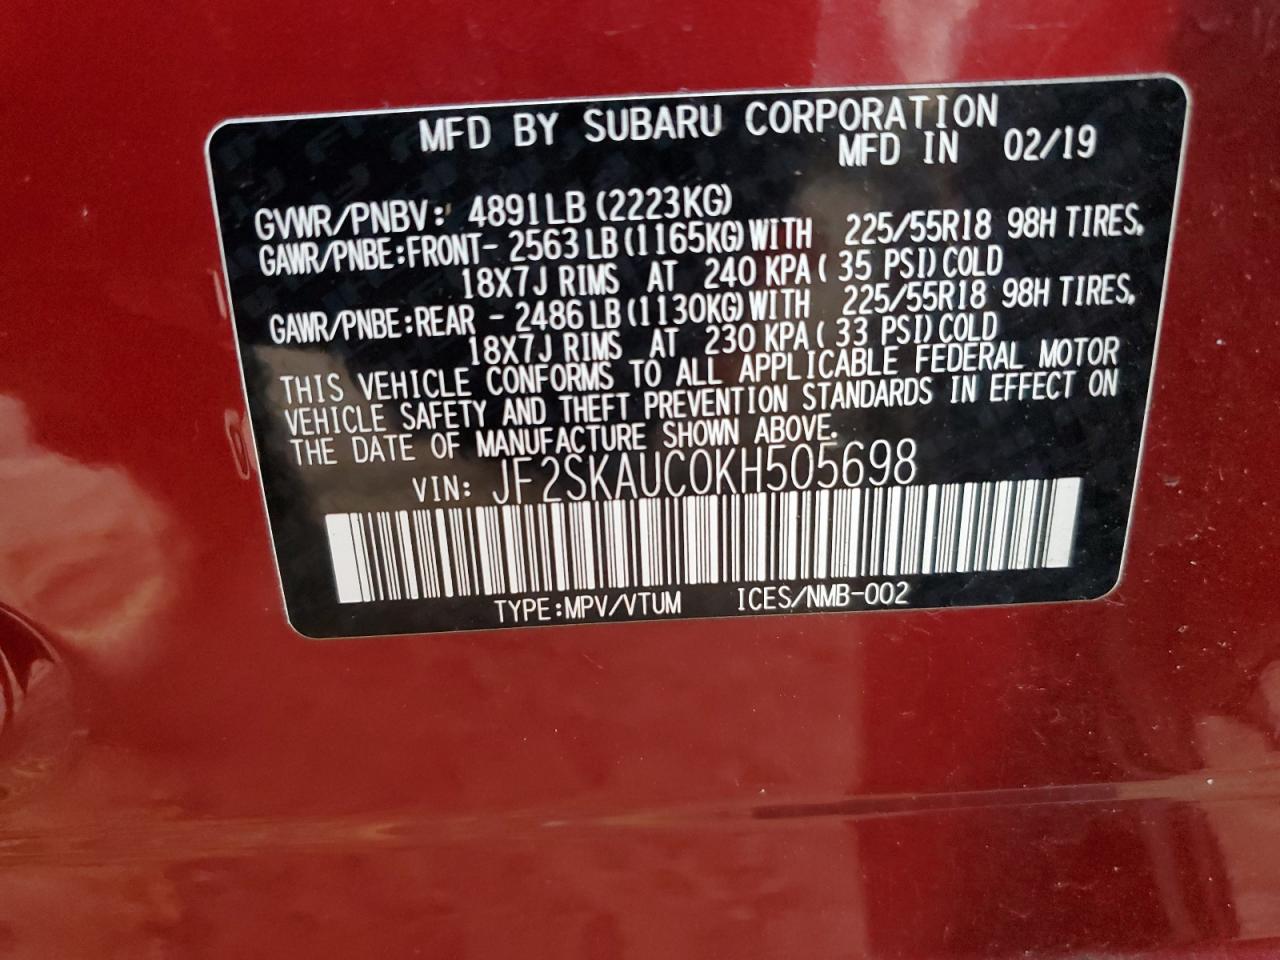 MFD BY SUBARU CORPORATION
MFD IN 02/19
GVWR/PNBV: 4891LB (2223KG)
GAWR/PNBE:FRONT- 2563 LB (1165KG) WITH 225/55R18 98H TIRES,
18X7J RIMS AT 240 KPA ( 35 PSI) COLD
GAWR/PNBE:REAR - 2486 LB (1130KG) WITH 225/55R18 98H TIRES,
18X7J RIMS AT 230 KPA ( 33 PSI) COLD
THIS VEHICLE CONFORMS TO ALL APPLICABLE FEDERAL MOTOR
VEHICLE SAFETY AND THEFT PREVENTION STANDARDS IN EFFECT ON
THE DATE OF MANUFACTURE SHOWN ABOVE.
VIN: JF2SKAUC0KH505698
TYPE:MPV/VTUM ICES/NMB-002